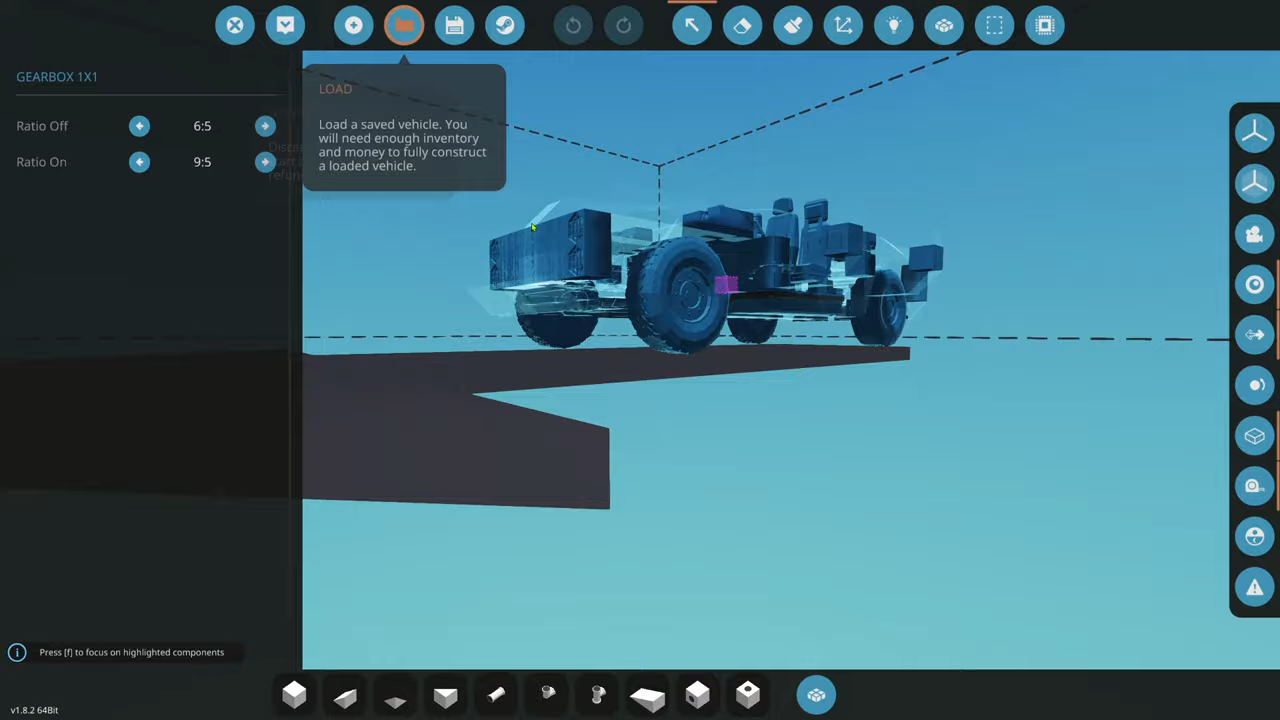 GEARBOX 1X1
Ratio Off
6:5
Ratio On
9:5
LOAD
Load a saved vehicle. You
will need enough inventory
and money to fully construct
a loaded vehicle.
Press [f] to focus on highlighted components
v1.8.2 64Bit